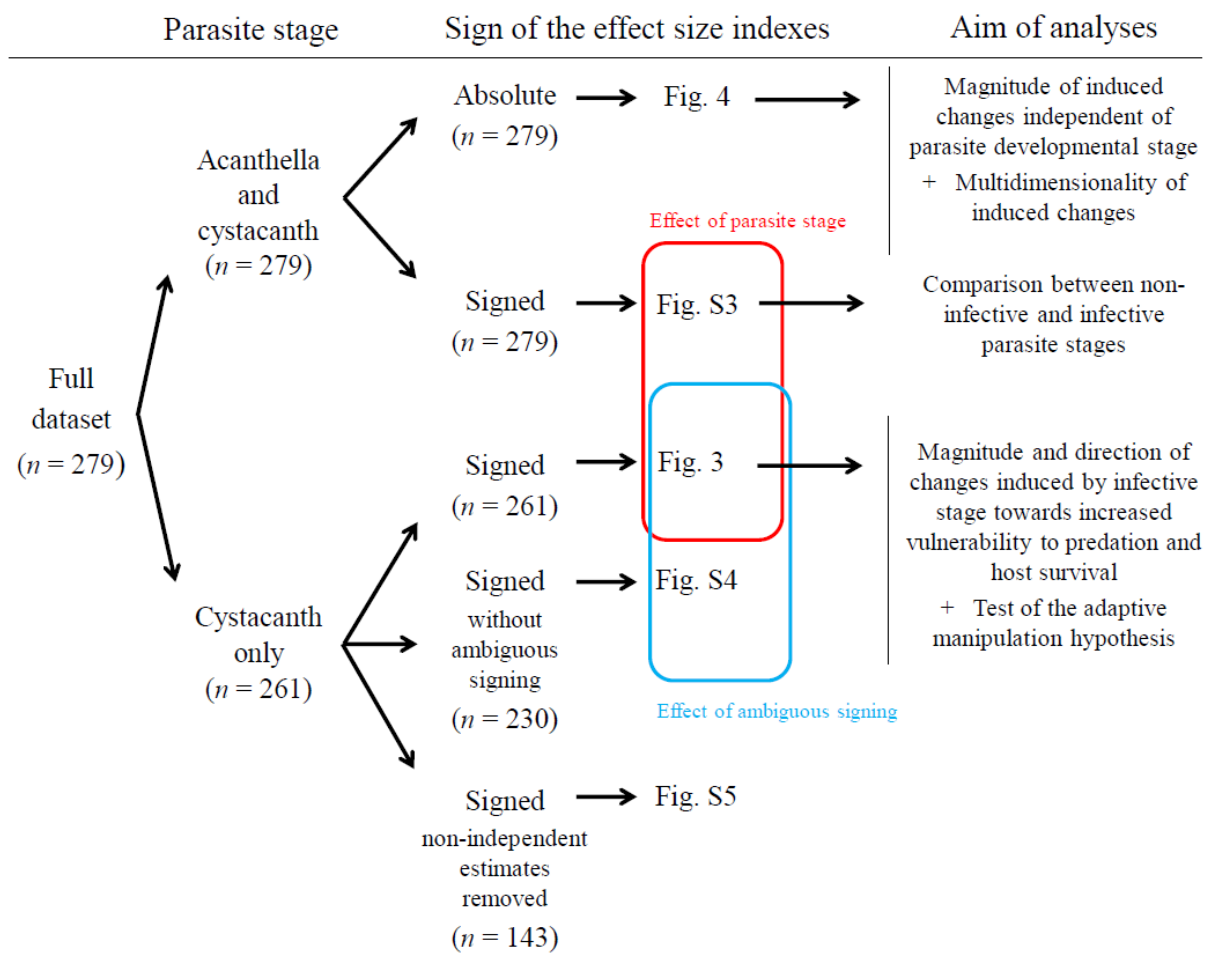 Parasite stage
Sign of the effect size indexes
Aim of analyses
Full
dataset
(n = 279)
Acanthella
and
cystacanth
(n = 279)
Cystacanth
only
(n = 261)
Absolute
(n = 279)
Fig. 4
Magnitude of induced
changes independent of
parasite developmental stage
+ Multidimensionality of
induced changes
Effect of parasite stage
Signed
(n = 279)
Fig. S3
Comparison between non-
infective and infective
parasite stages
Signed
(n = 261)
Fig. 3
Magnitude and direction of
changes induced by infective
stage towards increased
vulnerability to predation and
host survival
+ Test of the adaptive
manipulation hypothesis
Signed
without
ambiguous
signing
(n = 230)
Fig. S4
Effect of ambiguous signing
Signed
non-independent
estimates
removed
(n = 143)
Fig. S5